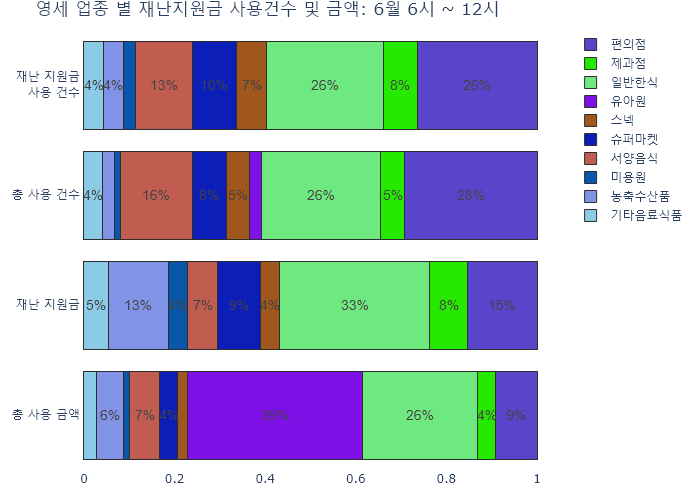 영세 업종 별 재난지원금 사용건수 및 금액: 6월 6시 ~ 12시
재난 지원금
사용 건수
4% 4% 13% 10% 7% 26% 8% 26%
총 사용 건수
4% 16% 8% 5% 26% 5% 28%
재난 지원금
5% 13% 4% 7% 9% 4% 33% 8% 15%
총 사용 금액
6% 7% 4% 39% 26% 4% 9%
0 0.2 0.4 0.6 0.8 1
편의점
제과점
일반한식
유아원
스넥
슈퍼마켓
서양음식
미용원
농축수산품
기타음료식품